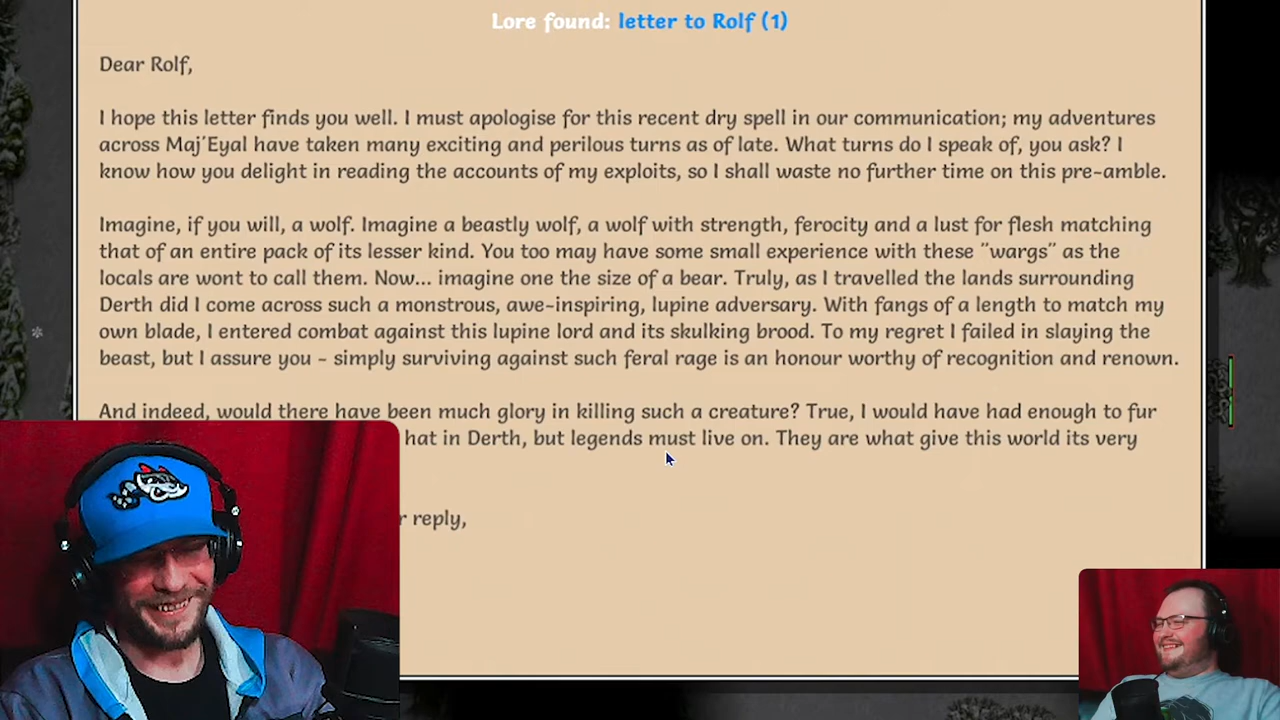 Lore found: letter to Rolf (1)
Dear Rolf,
I hope this letter finds you well. I must apologise for this recent dry spell in our communication; my adventures
across Maj'Eyal have taken many exciting and perilous turns as of late. What turns do I speak of, you ask? I
know how you delight in reading the accounts of my exploits, so I shall waste no further time on this pre-amble.
Imagine, if you will, a wolf. Imagine a beastly wolf, a wolf with strength, ferocity and a lust for flesh matching
that of an entire pack of its lesser kind. You too may have some small experience with these "wargs" as the
locals are wont to call them. Now... imagine one the size of a bear. Truly, as I travelled the lands surrounding
Derth did I come across such a monstrous, awe-inspiring, lupine adversary. With fangs of a length to match my
own blade, I entered combat against this lupine lord and its skulking brood. To my regret I failed in slaying the
beast, but I assure you - simply surviving against such feral rage is an honour worthy of recognition and renown.
And indeed, would there have been much glory in killing such a creature? True, I would have had enough to fur
hat in Derth, but legends must live on. They are what give this world its very
reply,